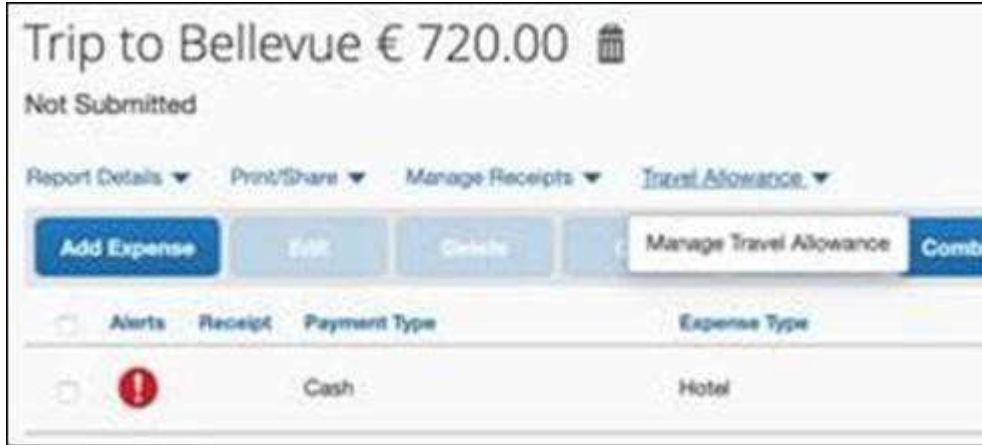 Trip to Bellevue € 720.00
Not Submitted
Report Details Print/Share Manage Receipts Travel Allowance
Add Expense Edit Delete Manage Travel Allowance Comb
Alerts Receipt Payment Type Expense Type
Cash Hotel